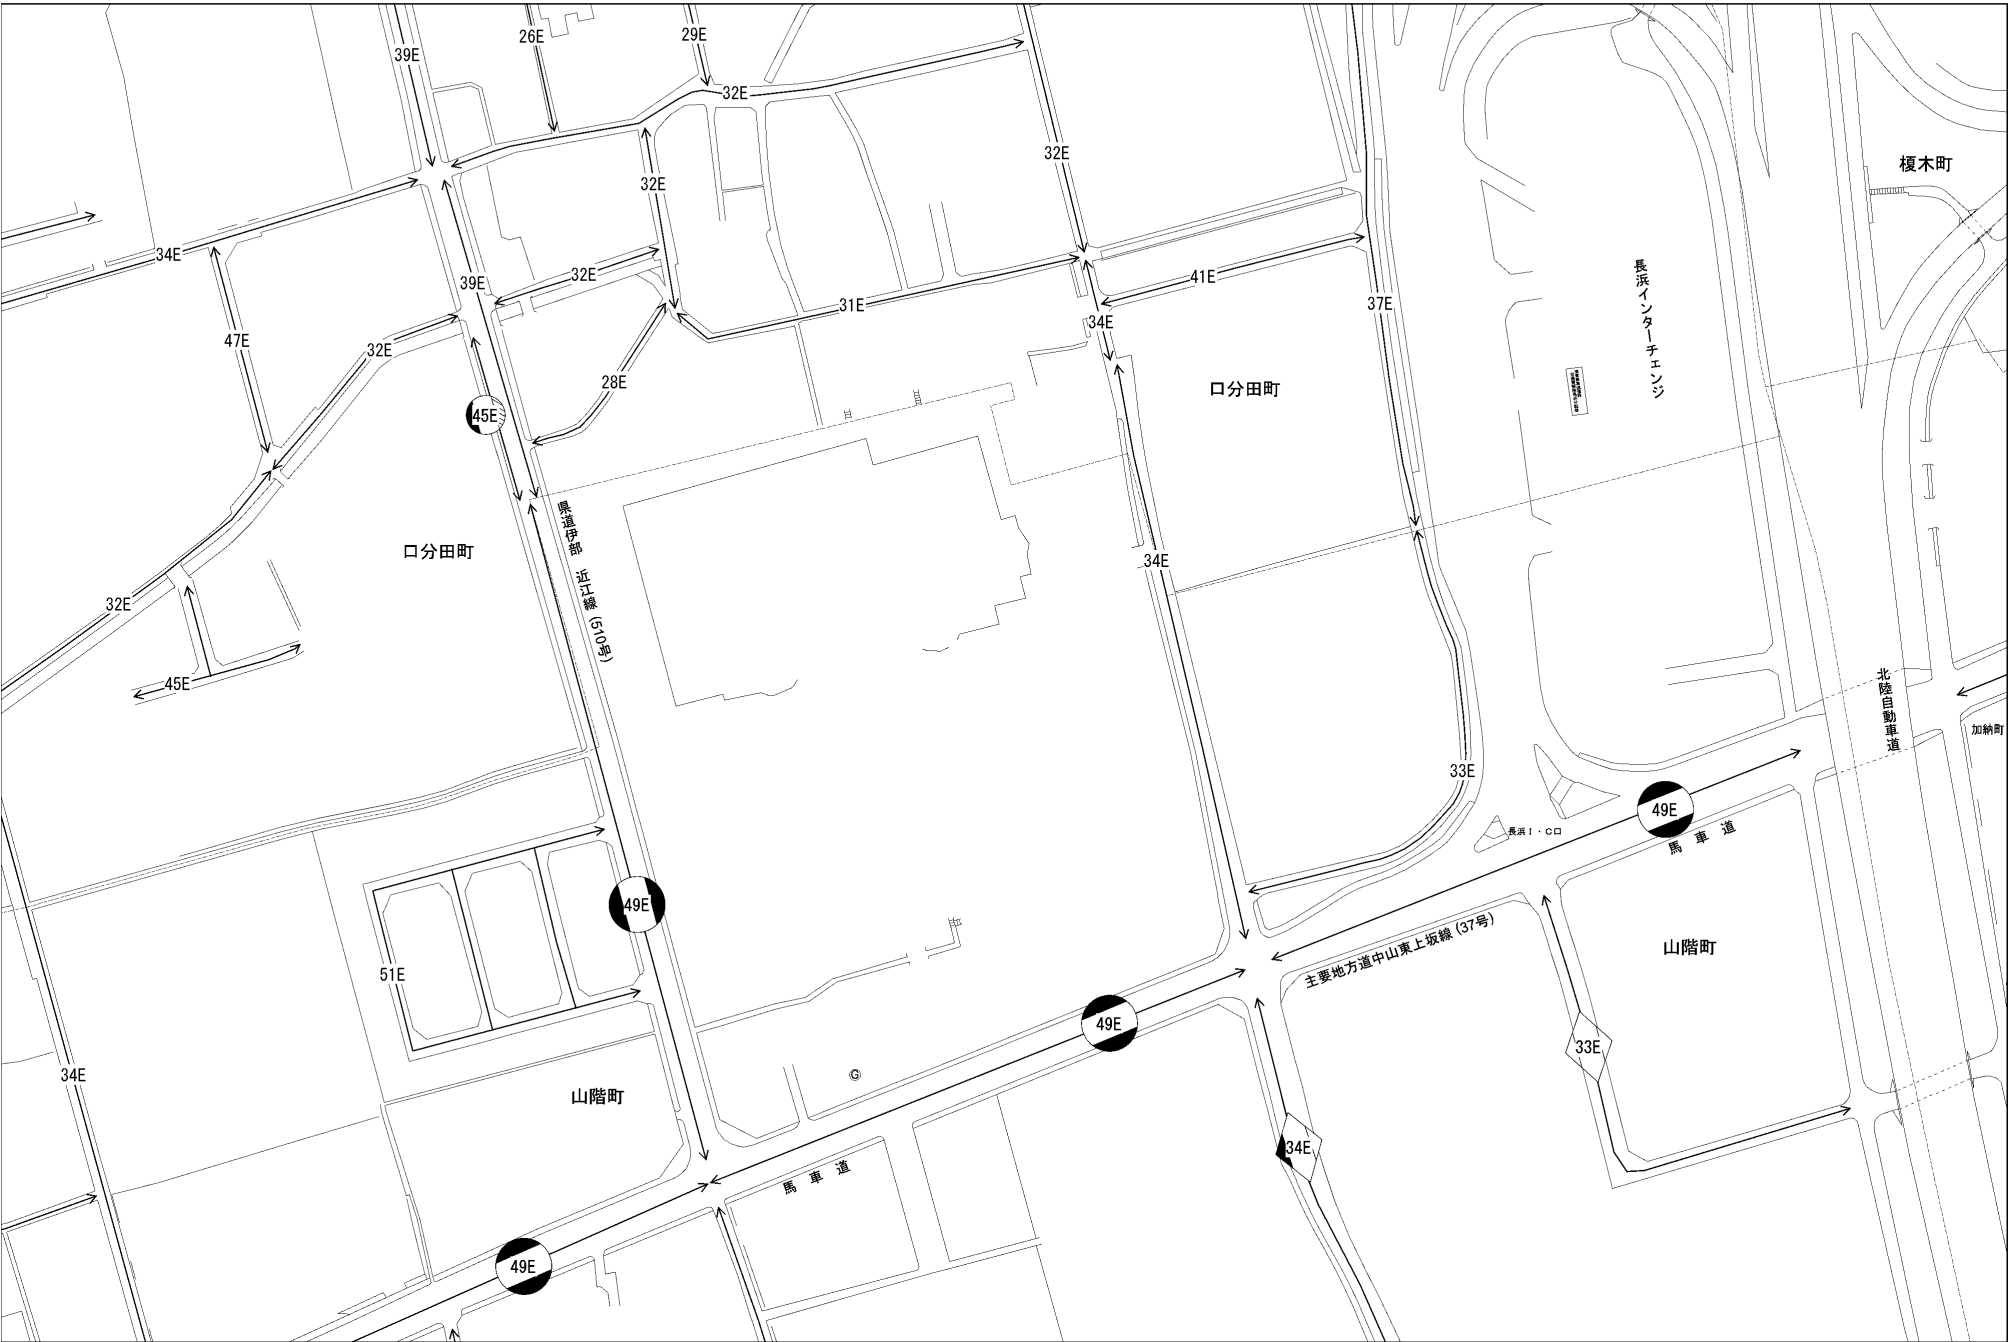 39E
26E
29E
32E
32E
32E
榎木町
34E
39E
32E
41E
31E
37E
長浜インターチェンジ
34E
47E
32E
28E
口分田町
45E
県道伊部 近江線 (510号)
口分田町
34E
32E
45E
北陸自動車道
加納町
33E
49E
長浜I・C口
馬車道
49E
主要地方道中山東上坂線 (37号)
山階町
51E
49E
33E
34E
山階町
G
34E
馬車道
49E